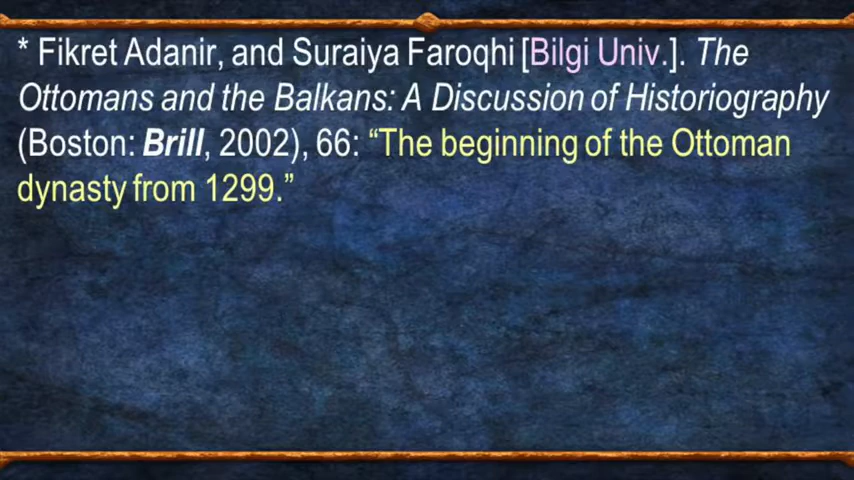 * Fikret Adanir, and Suraiya Faroqhi [Bilgi Univ.]. The
Ottomans and the Balkans: A Discussion of Historiography
(Boston: Brill, 2002), 66: “The beginning of the Ottoman
dynasty from 1299.”